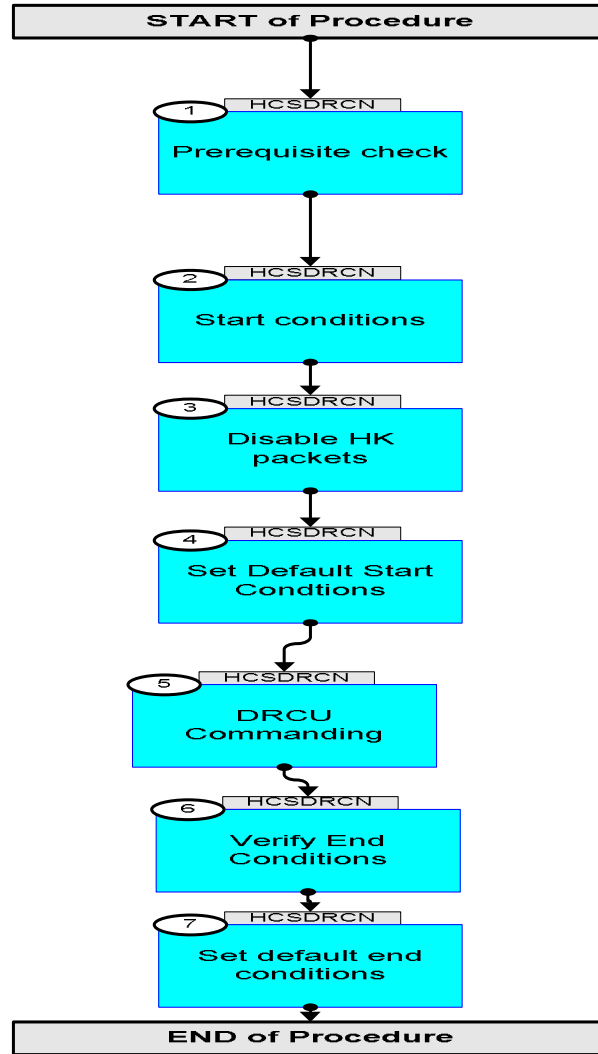 START of Procedure
HCSDRCN
1
Prerequisite check
HCSDRCN
2
Start conditions
HCSDRCN
3
Disable HK
packets
HCSDRCN
4
Set Default Start
Condtions
HCSDRCN
5
DRCU
Commanding
HCSDRCN
6
Verify End
Conditions
HCSDRCN
7
Set default end
conditions
END of Procedure